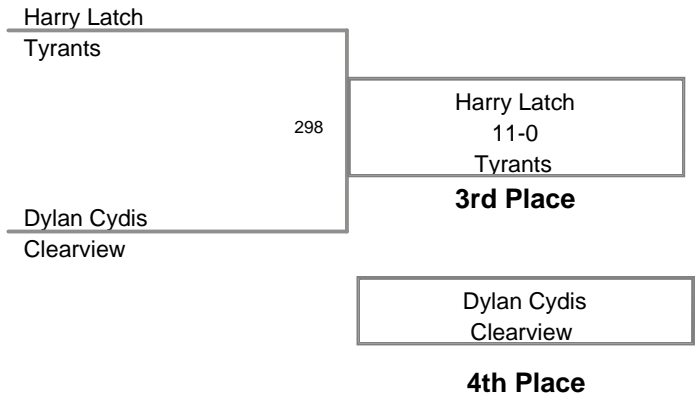 Harry Latch
Tyrants
298
Harry Latch
11-0
Tyrants
3rd Place
Dylan Cydis
Clearview
Dylan Cydis
Clearview
4th Place